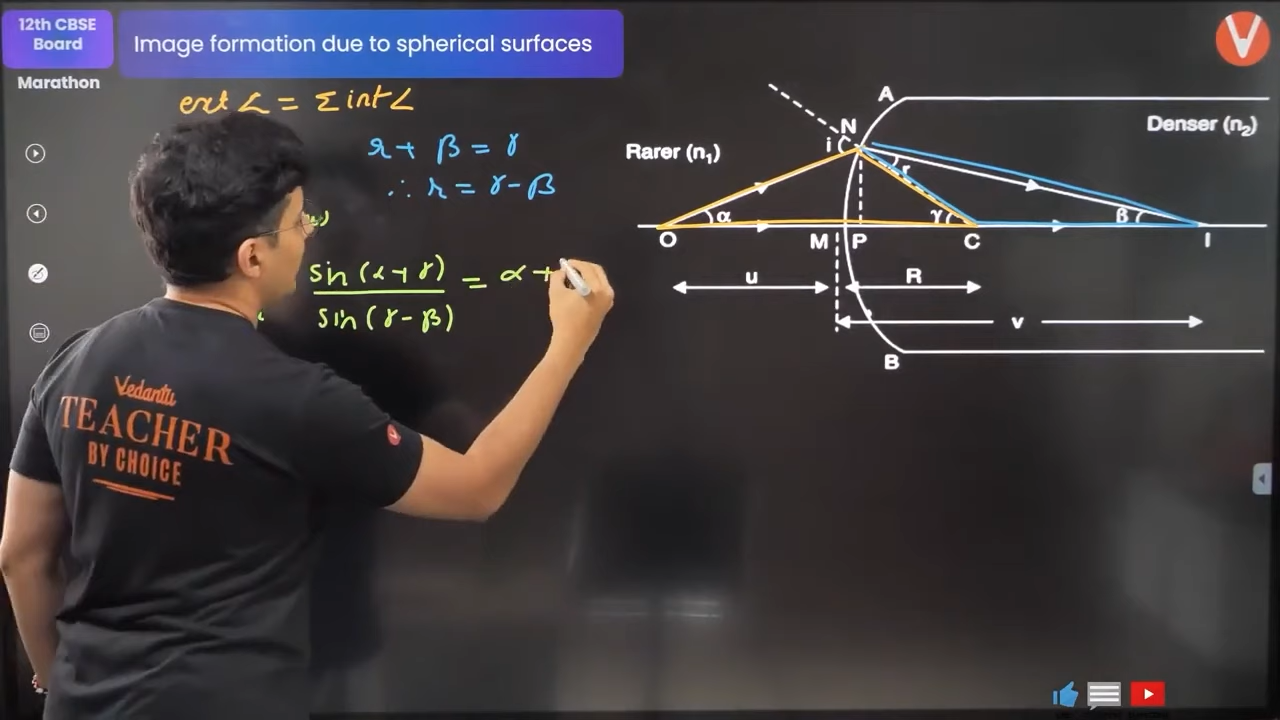 12th CBSE
Board
Marathon
Image formation due to spherical surfaces
ext ∠ = Σ int ∠
r + β = γ
∴ r = γ - β
sin (α + γ)
sin (γ - β)
= α +
Vedantu
TEACHER
BY CHOICE
Rarer (n₁)
Denser (n₂)
A
N
i
r
α
γ
β
O
M
P
C
I
u
R
v
B